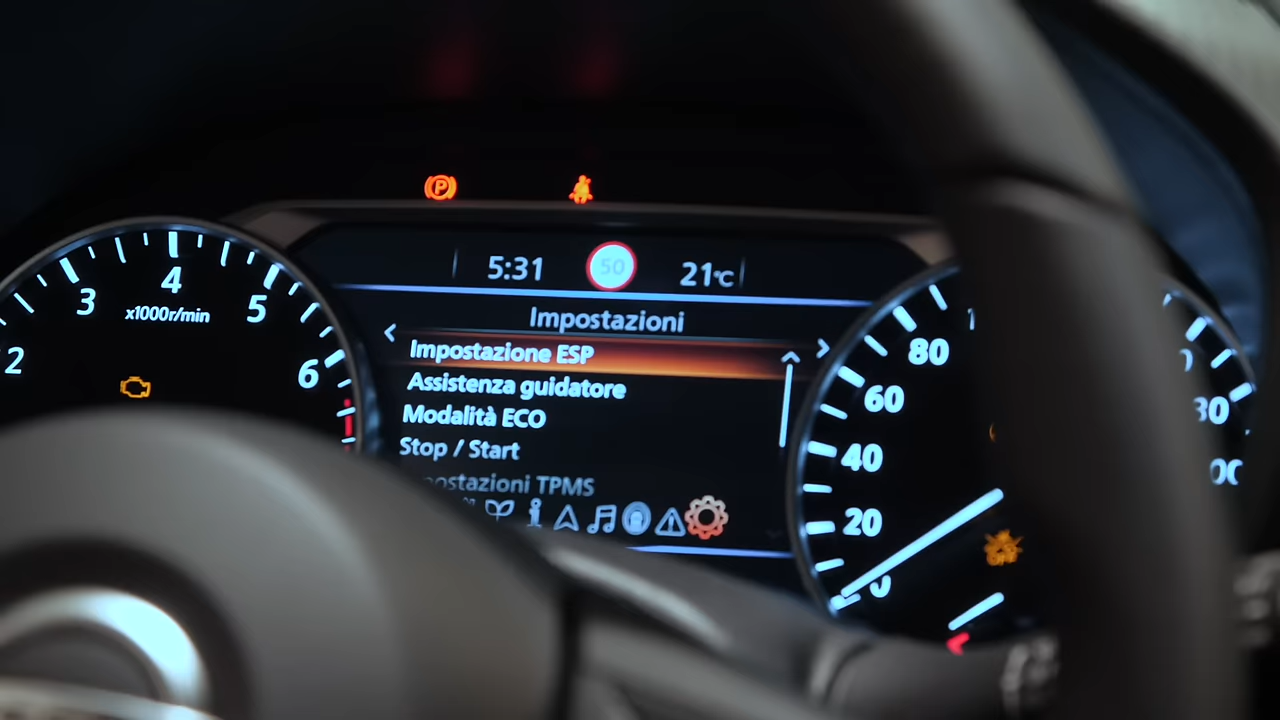 P
5:31 50 21°C
Impostazioni
Impostazione ESP
Assistenza guidatore
Modalità ECO
Stop / Start
TPMS
2 3 4 5 6
x1000r/min
0 20 40 60 80